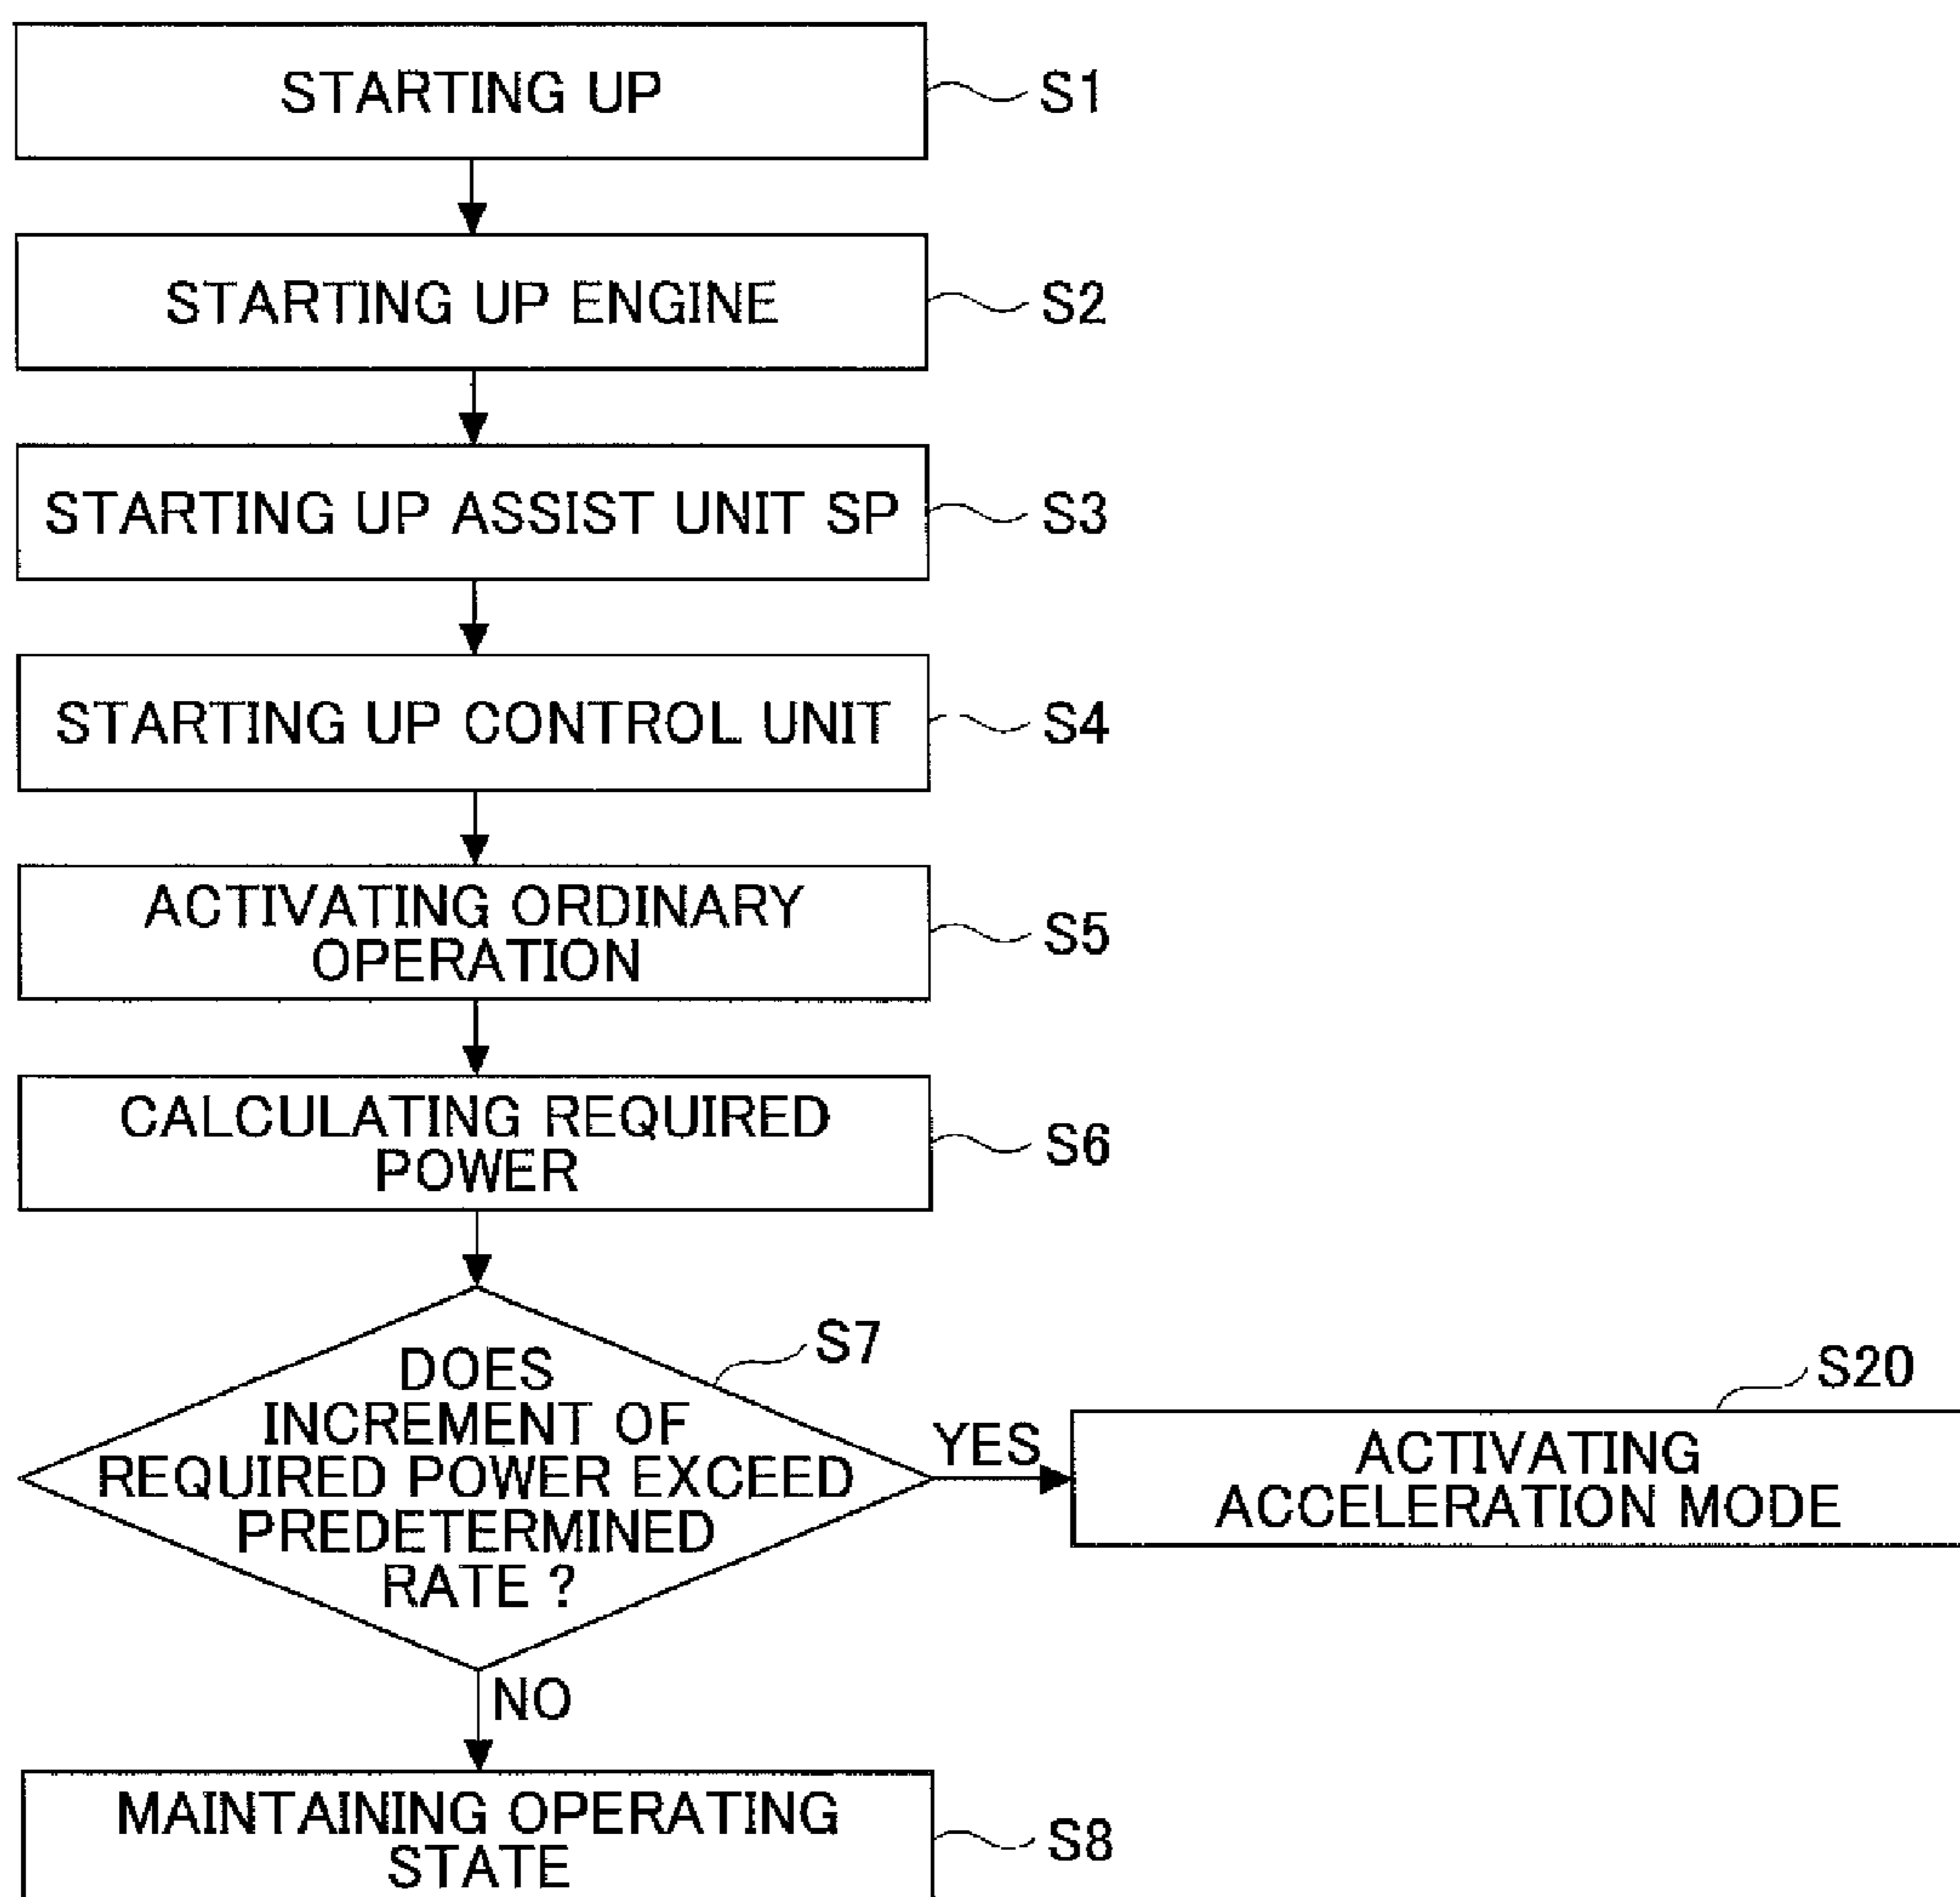 STARTING UP
S1
STARTING UP ENGINE
S2
STARTING UP ASSIST UNIT SP
S3
STARTING UP CONTROL UNIT
S4
ACTIVATING ORDINARY
OPERATION
S5
CALCULATING REQUIRED
POWER
S6
DOES
INCREMENT OF
REQUIRED POWER EXCEED
PREDETERMINED
RATE ?
S7
YES
S20
ACTIVATING
ACCELERATION MODE
NO
MAINTAINING OPERATING
STATE
S8